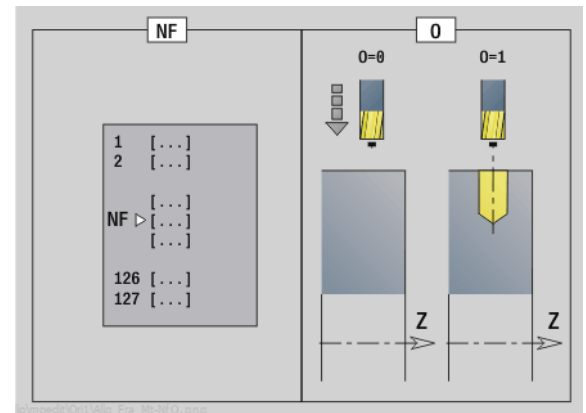 NF
O
O=0
O=1
1 [...]
2 [...]
[...]
NF [...]
[...]
126 [...]
127 [...]
Z
Z